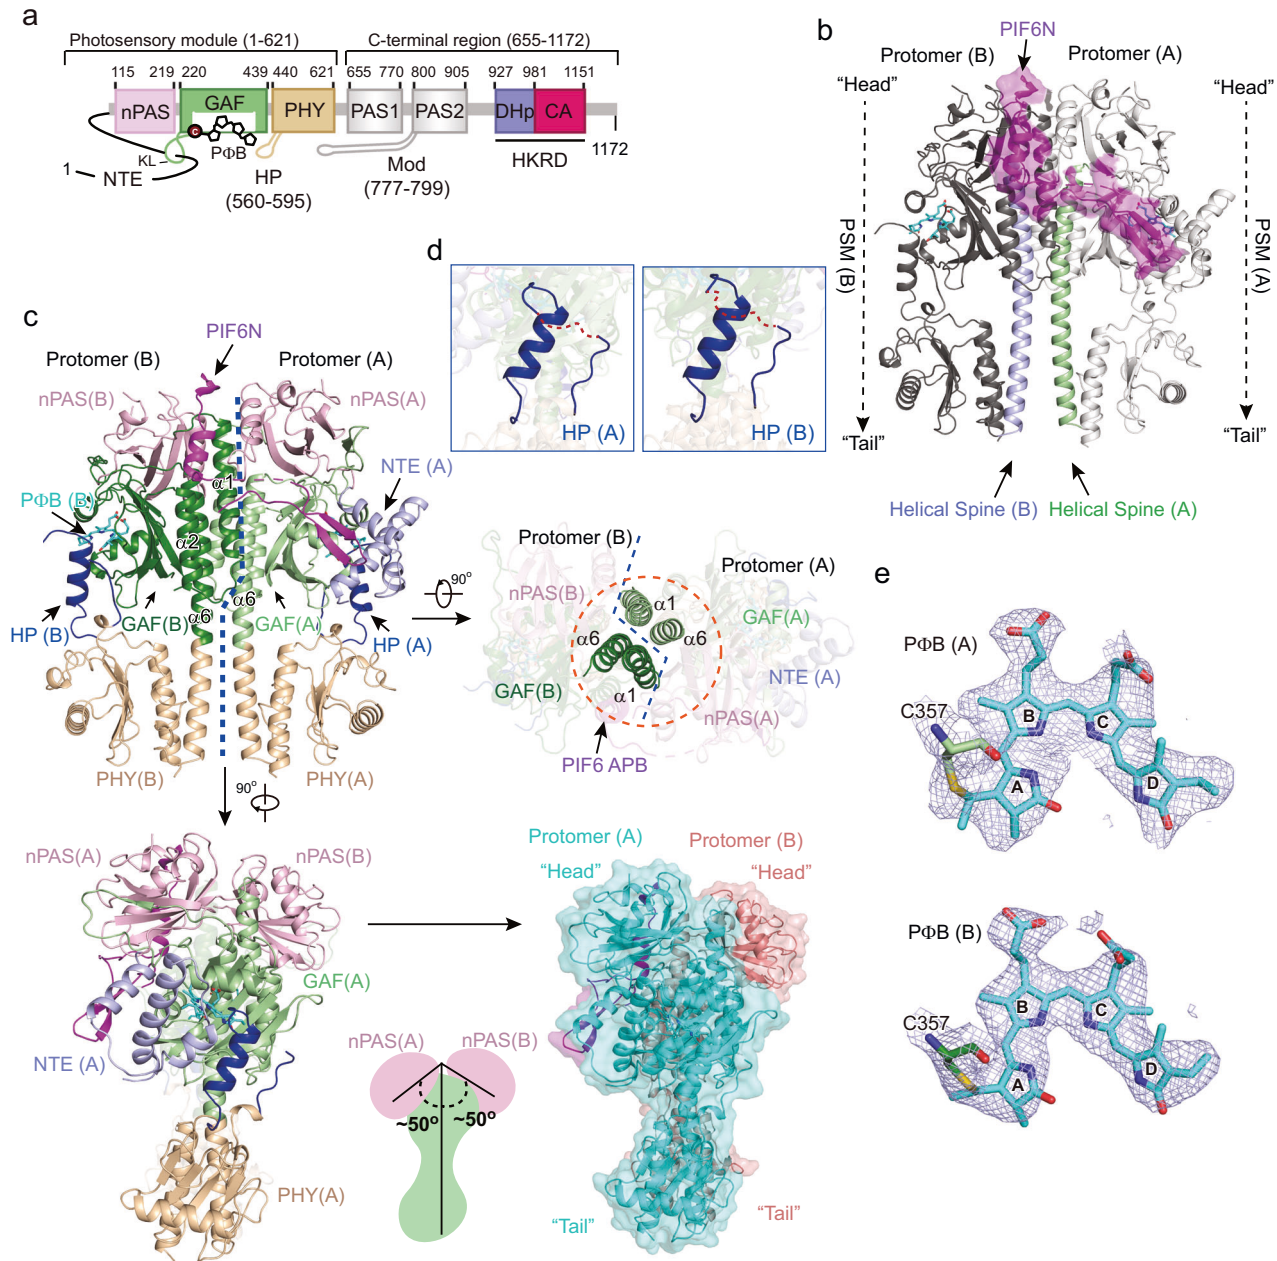 a
Photosensory module (1-621)
C-terminal region (655-1172)
115 219 220 439 440 621 655 770 800 905 927 981 1151
nPAS GAF PHY PAS1 PAS2 DHp CA
C
PΦB
KL
1
NTE
HP
(560-595)
Mod
(777-799)
HKRD
1172
b
PIF6N
Protomer (B)
Protomer (A)
“Head”
“Head”
PSM (B)
PSM (A)
“Tail”
“Tail”
Helical Spine (B)
Helical Spine (A)
c
PIF6N
Protomer (B)
Protomer (A)
nPAS(B)
nPAS(A)
α1
NTE (A)
PΦB (B)
α2
α6
α6
GAF(B)
GAF(A)
HP (B)
HP (A)
PHY(B)
PHY(A)
90°
90°
d
HP (A)
HP (B)
Protomer (B)
Protomer (A)
nPAS(B)
α1
GAF(A)
α6
α6
NTE (A)
GAF(B)
α1
nPAS(A)
PIF6 APB
nPAS(A)
nPAS(B)
GAF(A)
NTE (A)
PHY(A)
nPAS(A)
nPAS(B)
~50°
~50°
Protomer (A)
Protomer (B)
“Head”
“Head”
“Tail”
“Tail”
e
PΦB (A)
C357
B
C
A
D
PΦB (B)
C357
B
C
A
D